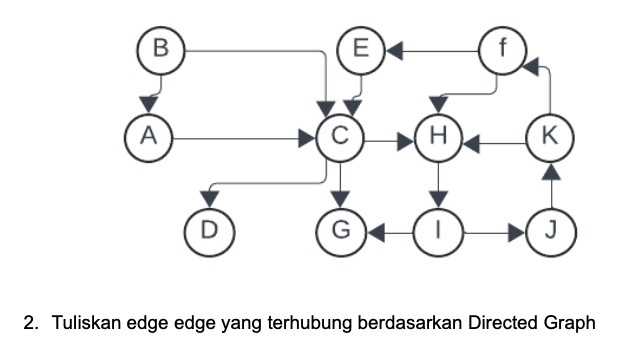 B E f
A C H K
D G I J
2. Tuliskan edge edge yang terhubung berdasarkan Directed Graph